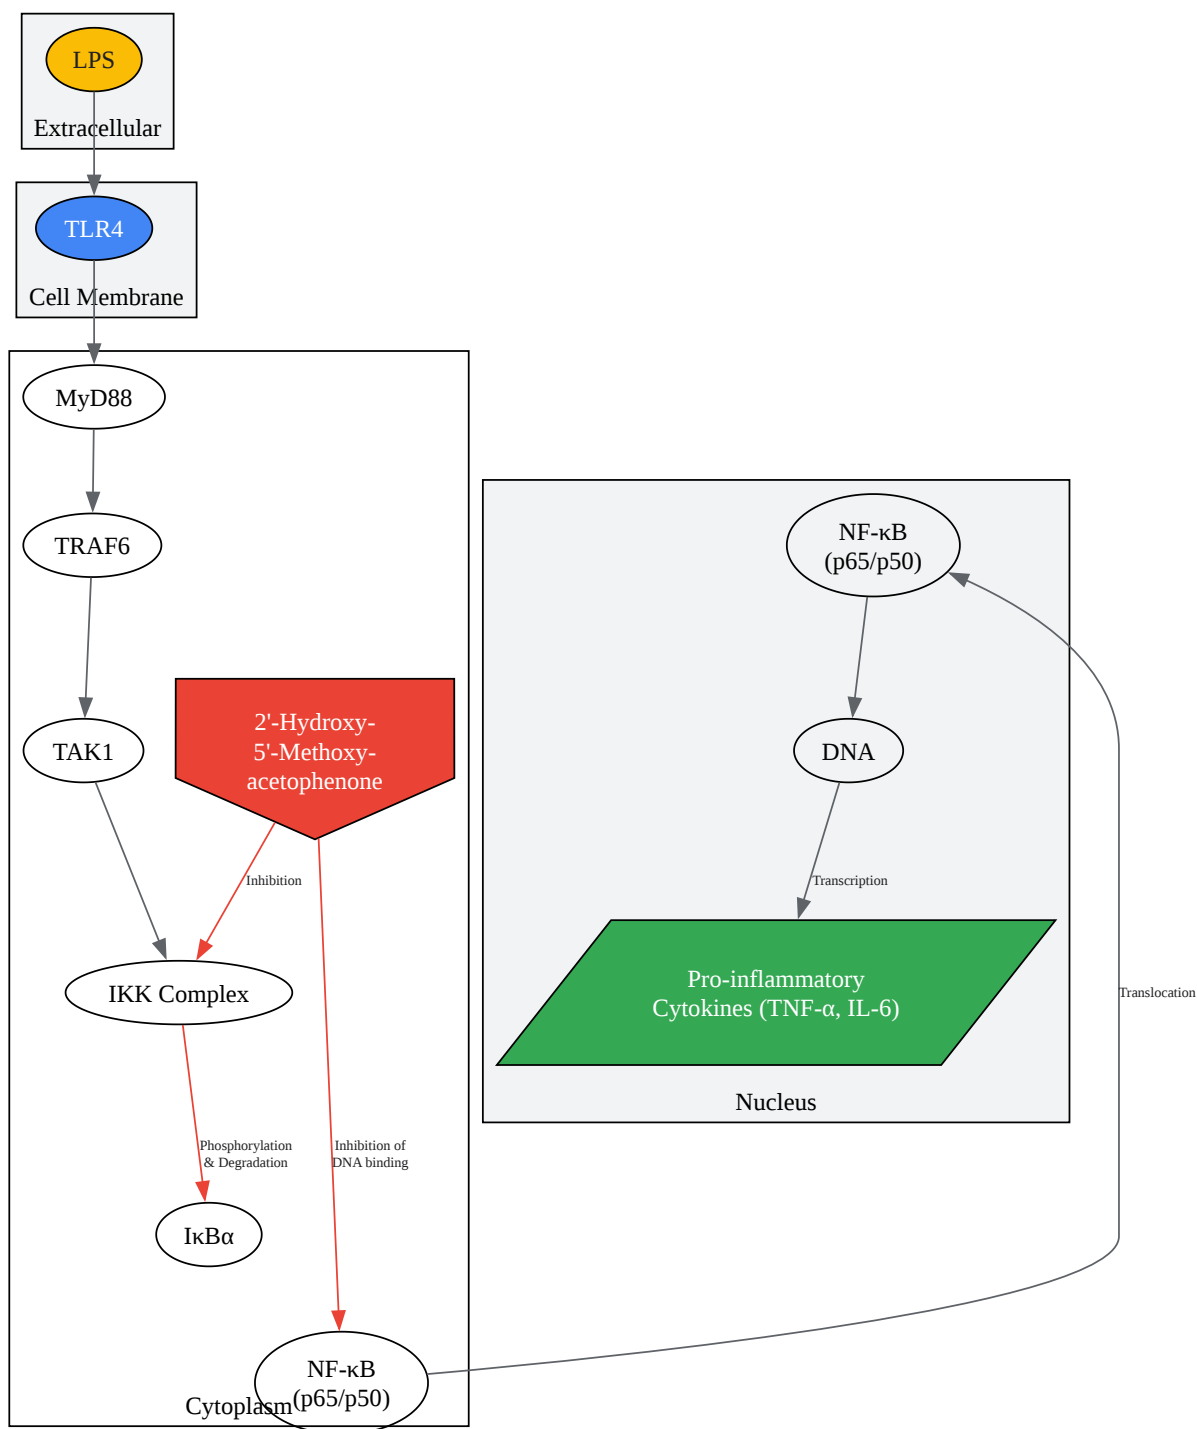 LPS
Extracellular
TLR4
Cell Membrane
MyD88
TRAF6
TAK1
2'-Hydroxy-
5'-Methoxy-
acetophenone
Inhibition
IKK Complex
Phosphorylation
& Degradation
Inhibition of
DNA binding
IκBα
NF-κB
(p65/p50)
Cytoplasm
NF-κB
(p65/p50)
DNA
Transcription
Pro-inflammatory
Cytokines (TNF-α, IL-6)
Nucleus
Translocation